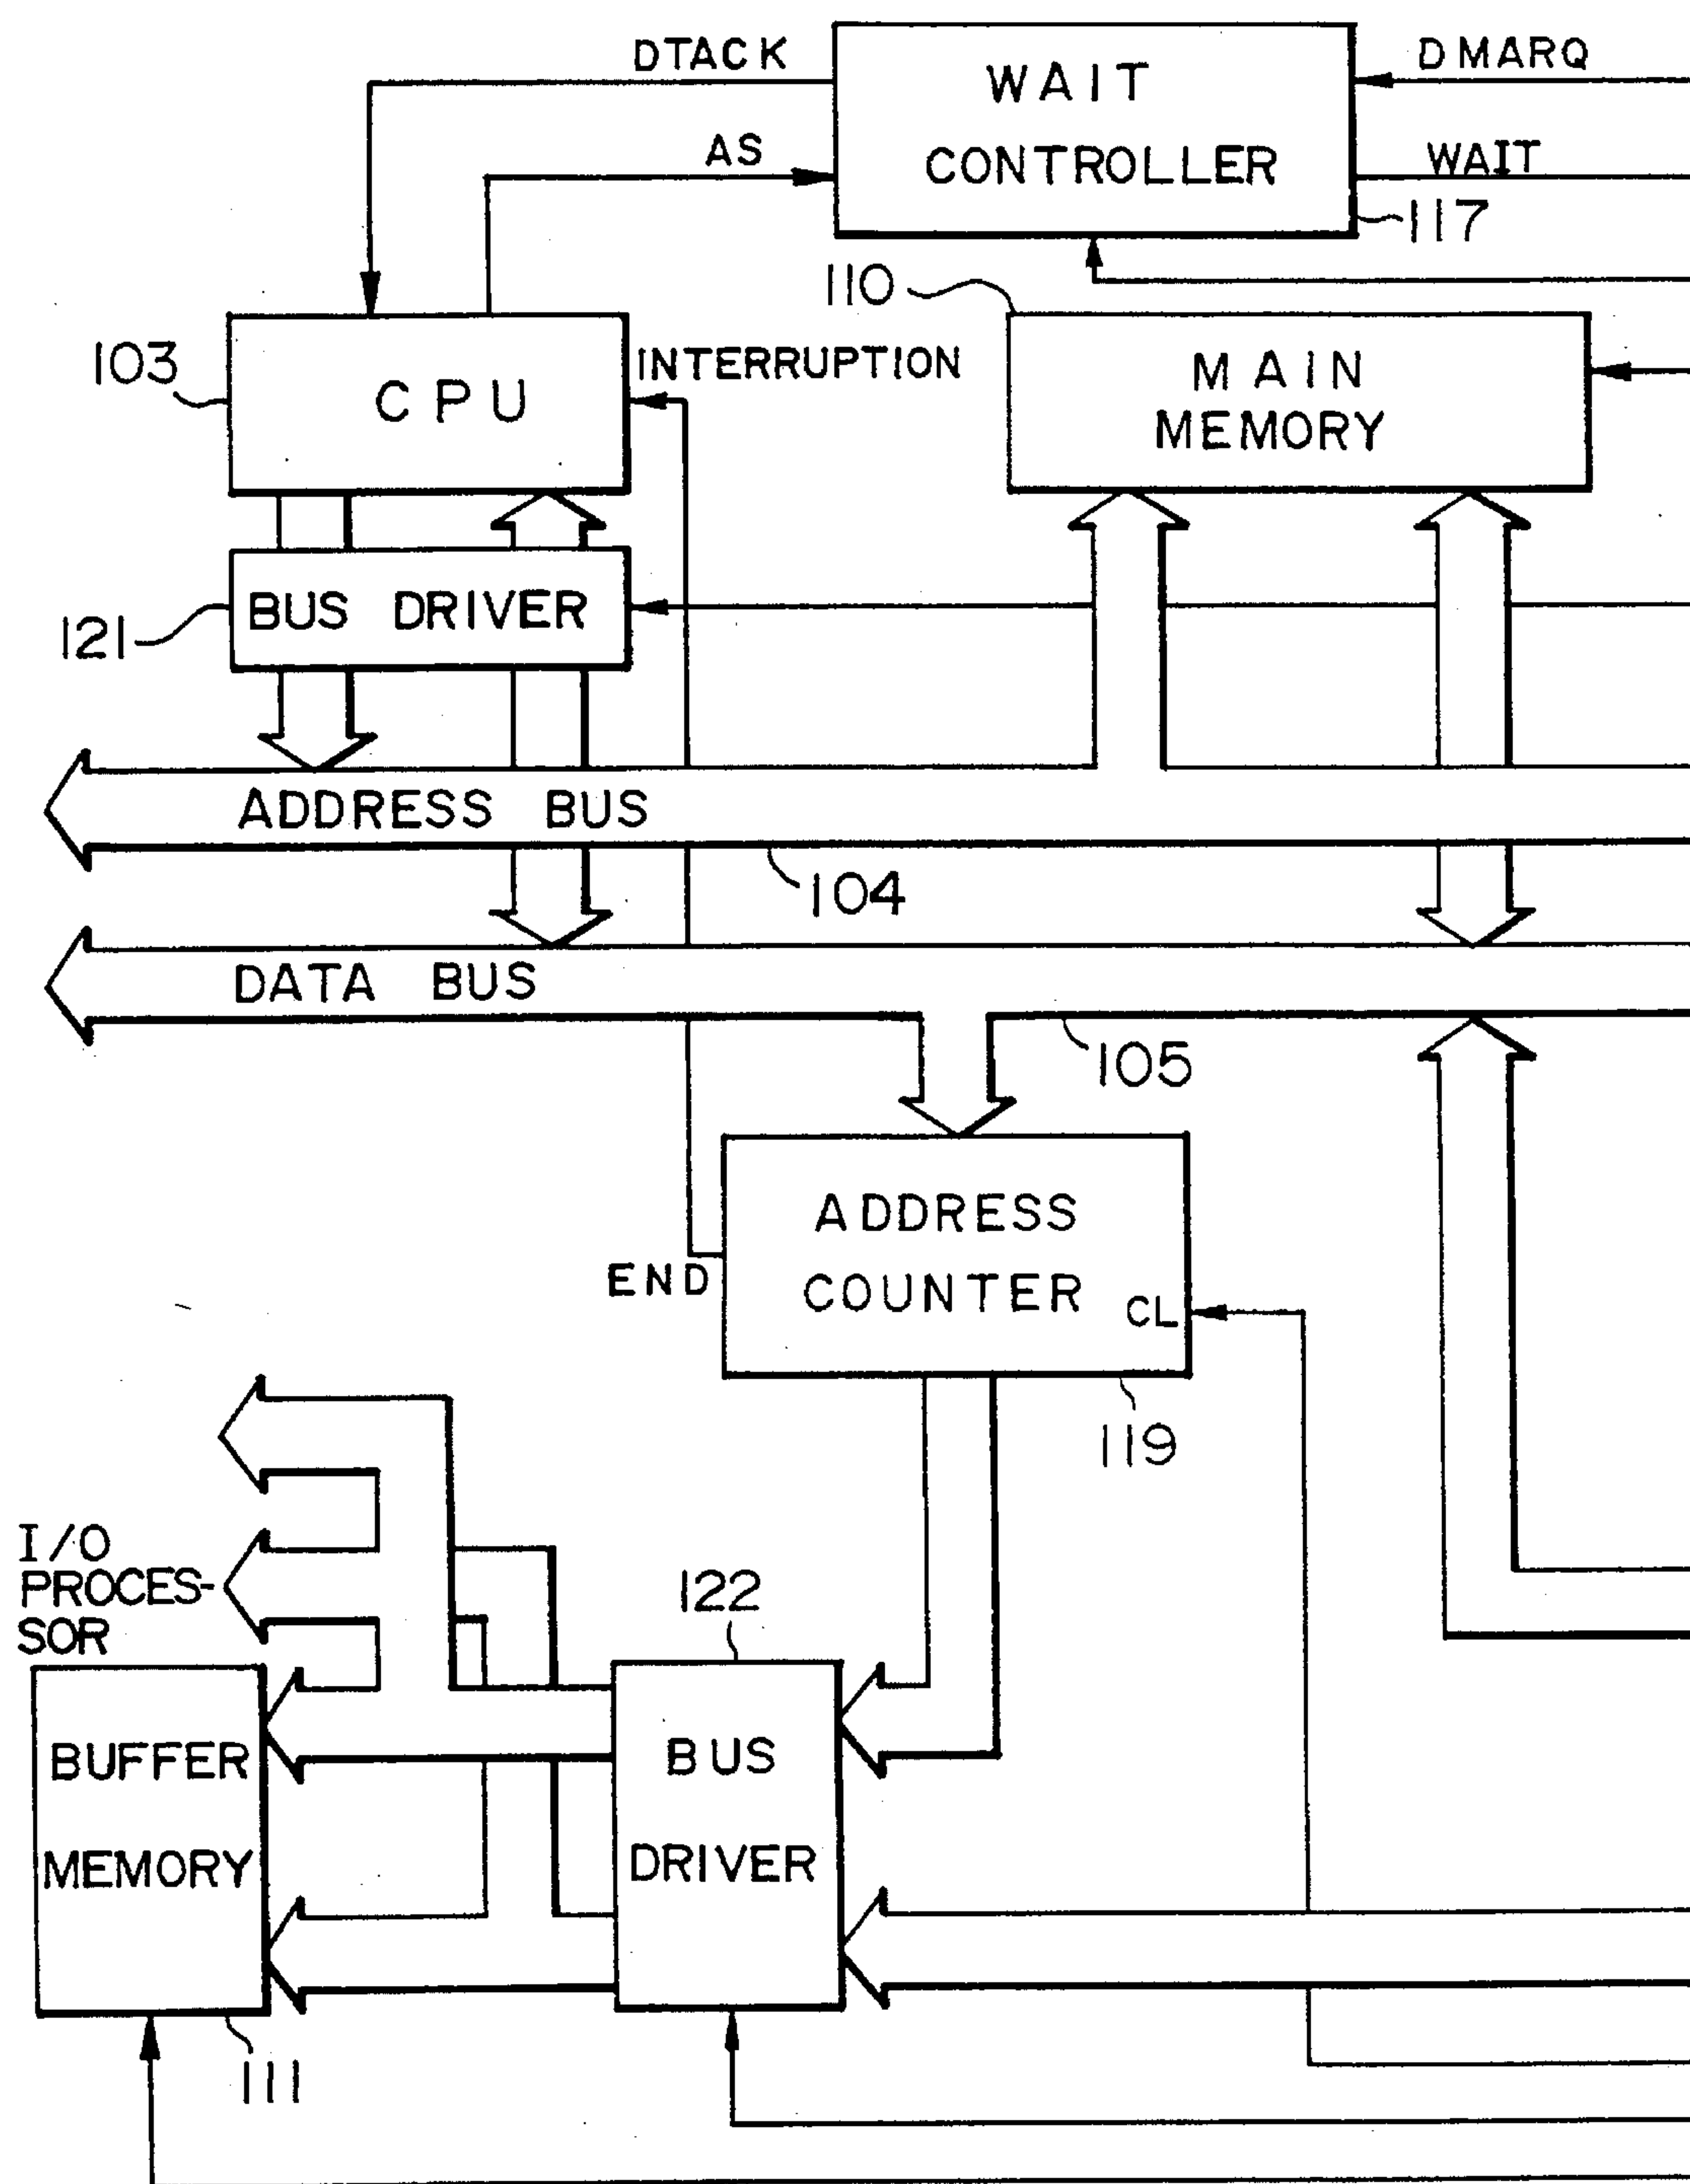 DTACK
WAIT
CONTROLLER
DMARQ
AS
WAIT
117
110
103
CPU
INTERRUPTION
MAIN
MEMORY
121
BUS DRIVER
ADDRESS BUS
104
DATA BUS
105
ADDRESS
COUNTER
END
CL
119
I/O
PROCES-
SOR
122
BUFFER
MEMORY
BUS
DRIVER
111